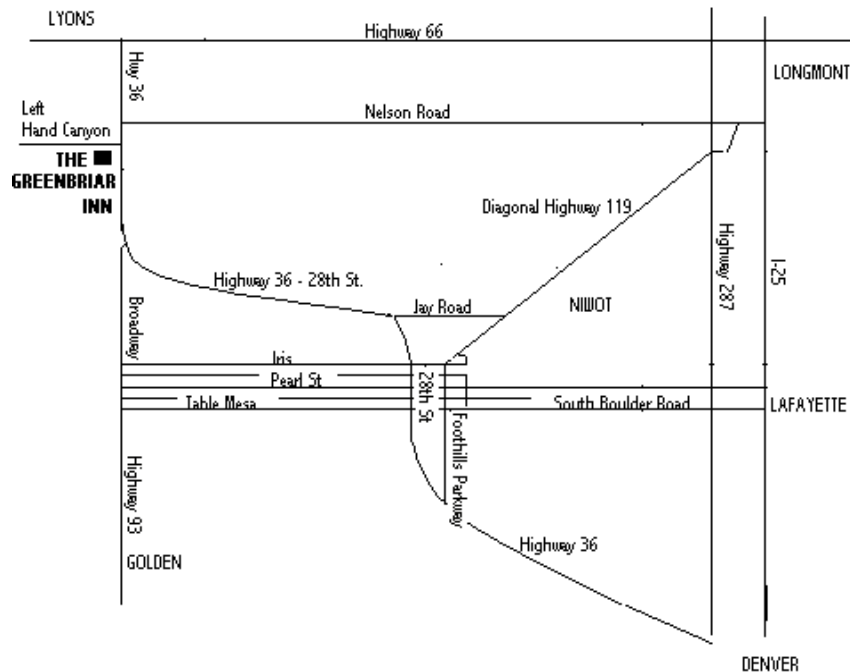 LYONS
Highway 66
Hwy 36
LONGMONT
Left
Hand Canyon
Nelson Road
THE
GREENBRIAR
INN
Diagonal Highway 119
Highway 36 - 28th St.
Highway 287
I-25
Broadway
Jay Road
NIWOT
Iris
Pearl St
28th St
Table Mesa
South Boulder Road
LAFAYETTE
Foothills Parkway
Highway 93
Highway 36
GOLDEN
DENVER